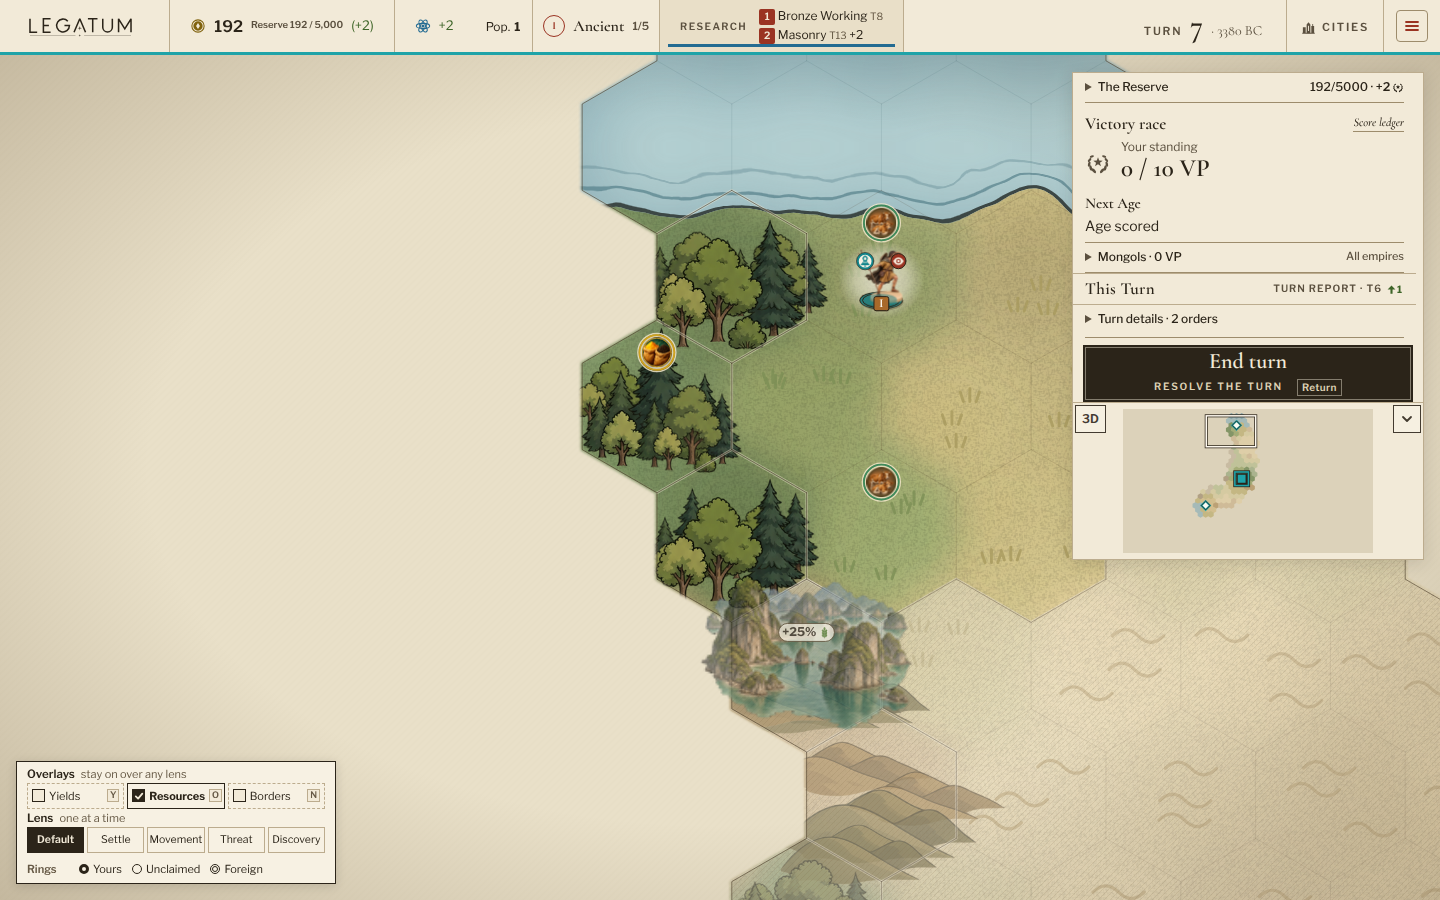 LEGATUM
192 Reserve 192 / 5,000 (+2)
+2
Pop. 1
I Ancient 1/5
RESEARCH
1 Bronze Working T8
2 Masonry T13 +2
TURN 7 · 3380 BC
CITIES
The Reserve 192/5000 · +2
Victory race Score ledger
Your standing
0 / 10 VP
Next Age
Age scored
Mongols · 0 VP All empires
This Turn TURN REPORT · T6 1
Turn details · 2 orders
End turn
RESOLVE THE TURN Return
3D
I
+25%
Overlays stay on over any lens
Yields Y Resources O Borders N
Lens one at a time
Default Settle Movement Threat Discovery
Rings Yours Unclaimed Foreign